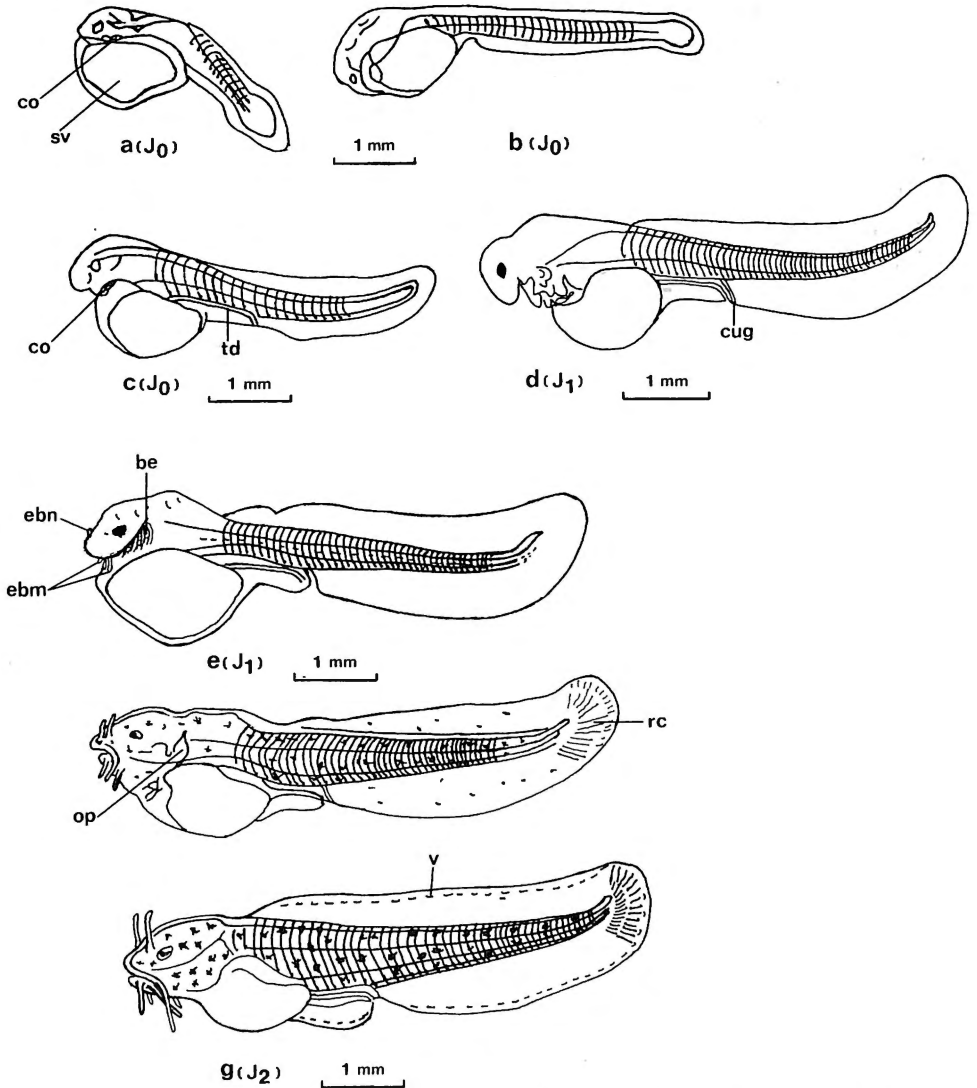 co
sv
a (J0)
1 mm
b (J0)
co
td
c (J0)
1 mm
cug
d (J1)
1 mm
be
ebn
ebm
e (J1)
1 mm
rc
op
v
g (J2)
1 mm